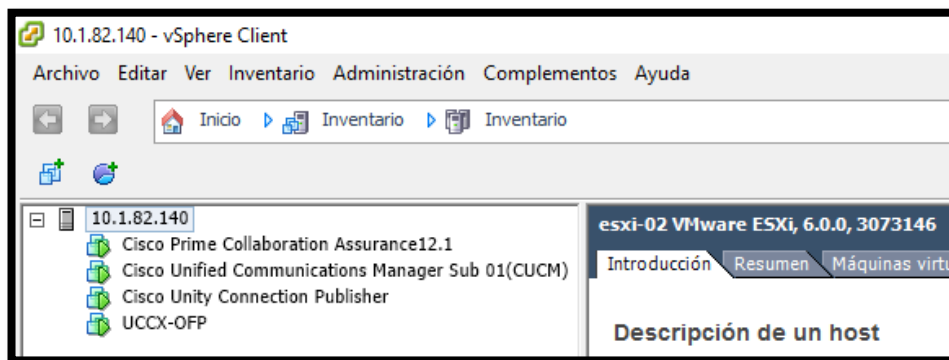 10.1.82.140 - vSphere Client
Archivo Editar Ver Inventario Administración Complementos Ayuda
Inicio Inventario Inventario
10.1.82.140
Cisco Prime Collaboration Assurance12.1
Cisco Unified Communications Manager Sub 01(CUCM)
Cisco Unity Connection Publisher
UCCX-OFP
esxi-02 VMware ESXi, 6.0.0, 3073146
Introducción Resumen Máquinas virtu
Descripción de un host